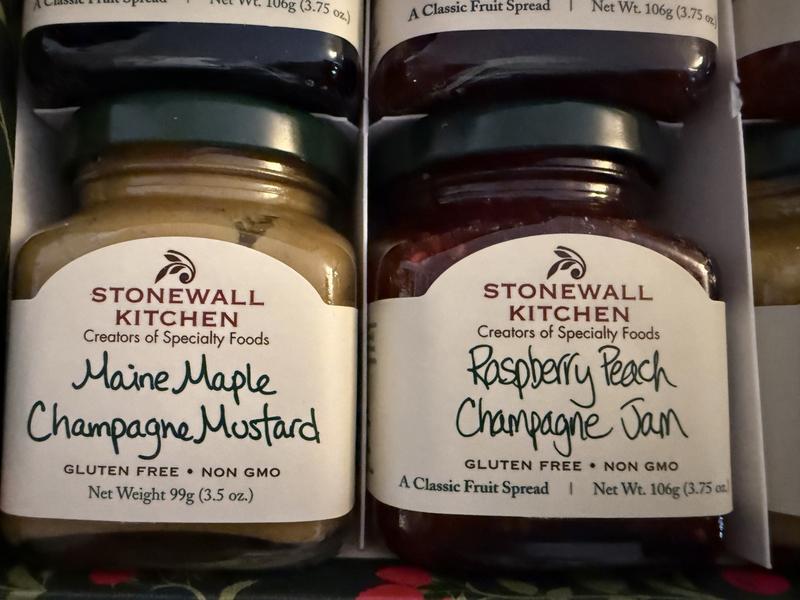 A Classic Fruit Spread | Net Wt. 106g (3.75 oz.)
A Classic Fruit Spread | Net Wt. 106g (3.75 oz.)
STONEWALL
KITCHEN
Creators of Specialty Foods
Maine Maple
Champagne Mustard
GLUTEN FREE • NON GMO
Net Weight 99g (3.5 oz.)
STONEWALL
KITCHEN
Creators of Specialty Foods
Raspberry Peach
Champagne Jam
GLUTEN FREE • NON GMO
A Classic Fruit Spread | Net Wt. 106g (3.75 oz.)